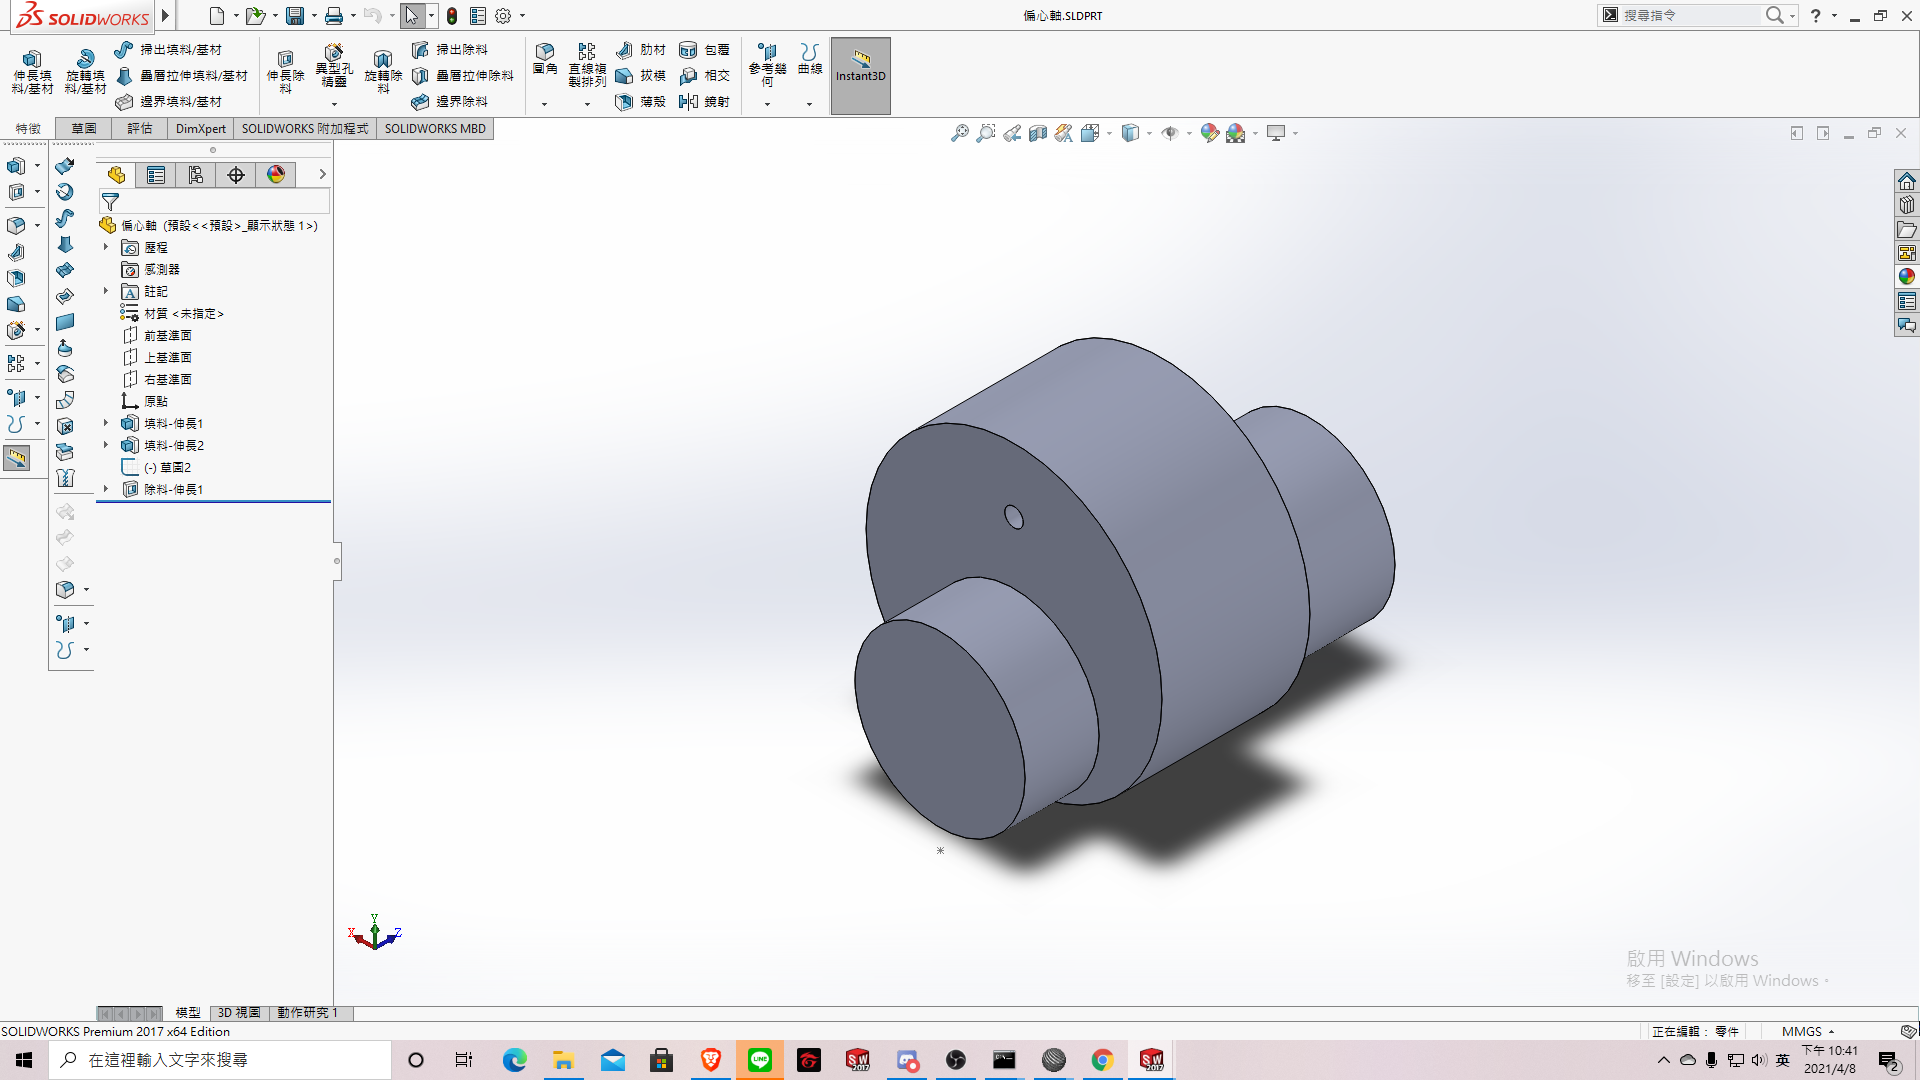 SOLIDWORKS
偏心軸.SLDPRT
搜尋指令
伸長填料/基材
旋轉填料/基材
掃出填料/基材
疊層拉伸填料/基材
邊界填料/基材
伸長除料
異型孔精靈
旋轉除料
掃出除料
疊層拉伸除料
邊界除料
圓角
直線複製排列
肋材
拔模
薄殼
包覆
相交
鏡射
參考幾何
曲線
Instant3D
特徵
草圖
評估
DimXpert
SOLIDWORKS 附加程式
SOLIDWORKS MBD
偏心軸 (預設<<預設>_顯示狀態 1>)
歷程
感測器
註記
材質 <未指定>
前基準面
上基準面
右基準面
原點
填料-伸長1
填料-伸長2
(-) 草圖2
除料-伸長1
Y
X
Z
啟用 Windows
移至 [設定] 以啟用 Windows。
模型
3D 視圖
動作研究 1
SOLIDWORKS Premium 2017 x64 Edition
正在編輯： 零件
MMGS
在這裡輸入文字來搜尋
LINE
SW
2017
SW
2017
英
下午 10:41
2021/4/8
2